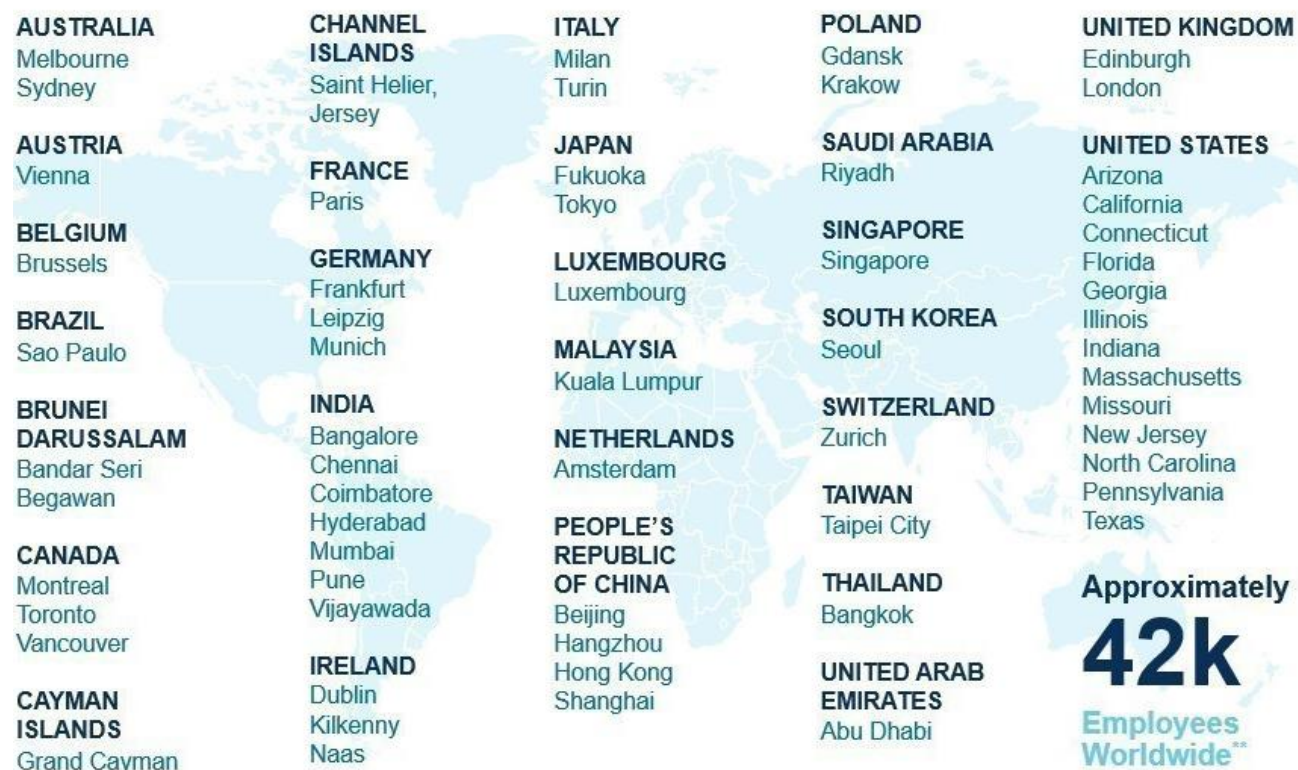 AUSTRALIA
Melbourne
Sydney
AUSTRIA
Vienna
BELGIUM
Brussels
BRAZIL
Sao Paulo
BRUNEI
DARUSSALAM
Bandar Seri
Begawan
CANADA
Montreal
Toronto
Vancouver
CAYMAN
ISLANDS
Grand Cayman
CHANNEL
ISLANDS
Saint Helier,
Jersey
FRANCE
Paris
GERMANY
Frankfurt
Leipzig
Munich
INDIA
Bangalore
Chennai
Coimbatore
Hyderabad
Mumbai
Pune
Vijayawada
IRELAND
Dublin
Kilkenny
Naas
ITALY
Milan
Turin
JAPAN
Fukuoka
Tokyo
LUXEMBOURG
Luxembourg
MALAYSIA
Kuala Lumpur
NETHERLANDS
Amsterdam
PEOPLE’S
REPUBLIC
OF CHINA
Beijing
Hangzhou
Hong Kong
Shanghai
POLAND
Gdansk
Krakow
SAUDI ARABIA
Riyadh
SINGAPORE
Singapore
SOUTH KOREA
Seoul
SWITZERLAND
Zurich
TAIWAN
Taipei City
THAILAND
Bangkok
UNITED ARAB
EMIRATES
Abu Dhabi
UNITED KINGDOM
Edinburgh
London
UNITED STATES
Arizona
California
Connecticut
Florida
Georgia
Illinois
Indiana
Massachusetts
Missouri
New Jersey
North Carolina
Pennsylvania
Texas
Approximately
42k
Employees
Worldwide**